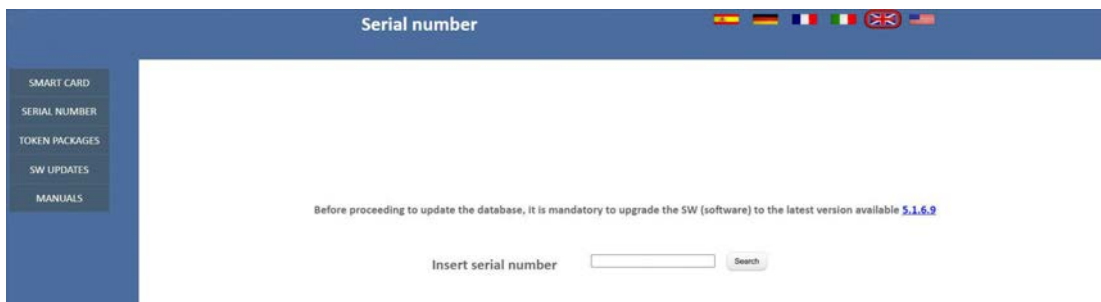 Serial number
SMART CARD
SERIAL NUMBER
TOKEN PACKAGES
SW UPDATES
MANUALS
Before proceeding to update the database, it is mandatory to upgrade the SW (software) to the latest version available 5.1.6.9
Insert serial number
Search